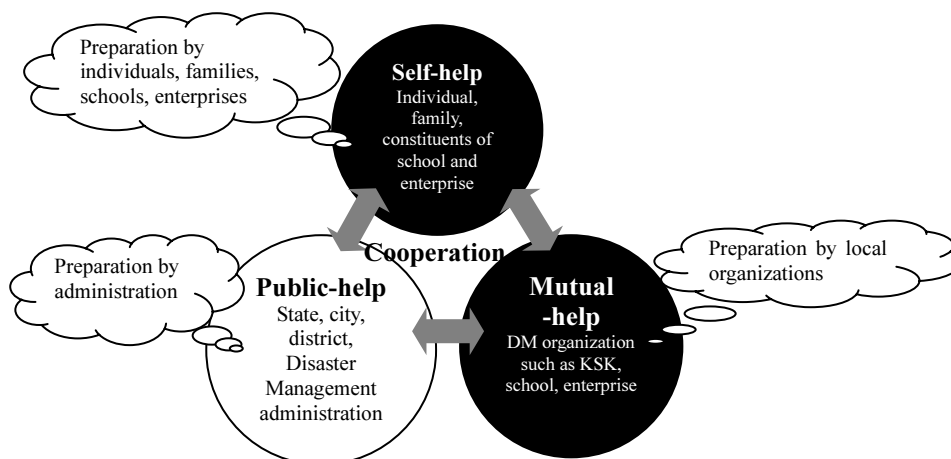 Preparation by
individuals, families,
schools, enterprises
Self-help
Individual,
family,
constituents of
school and
enterprise
Cooperation
Preparation by
administration
Public-help
State, city,
district,
Disaster
Management
administration
Mutual
-help
DM organization
such as KSK,
school, enterprise
Preparation by local
organizations